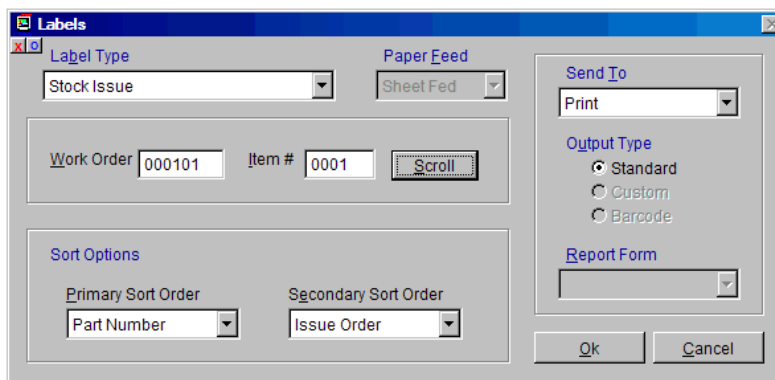 Labels
X O
Label Type
Stock Issue
Paper Feed
Sheet Fed
Work Order 000101 Item # 0001 Scroll
Sort Options
Primary Sort Order
Part Number
Secondary Sort Order
Issue Order
Send To
Print
Output Type
Standard
Custom
Barcode
Report Form
Ok Cancel